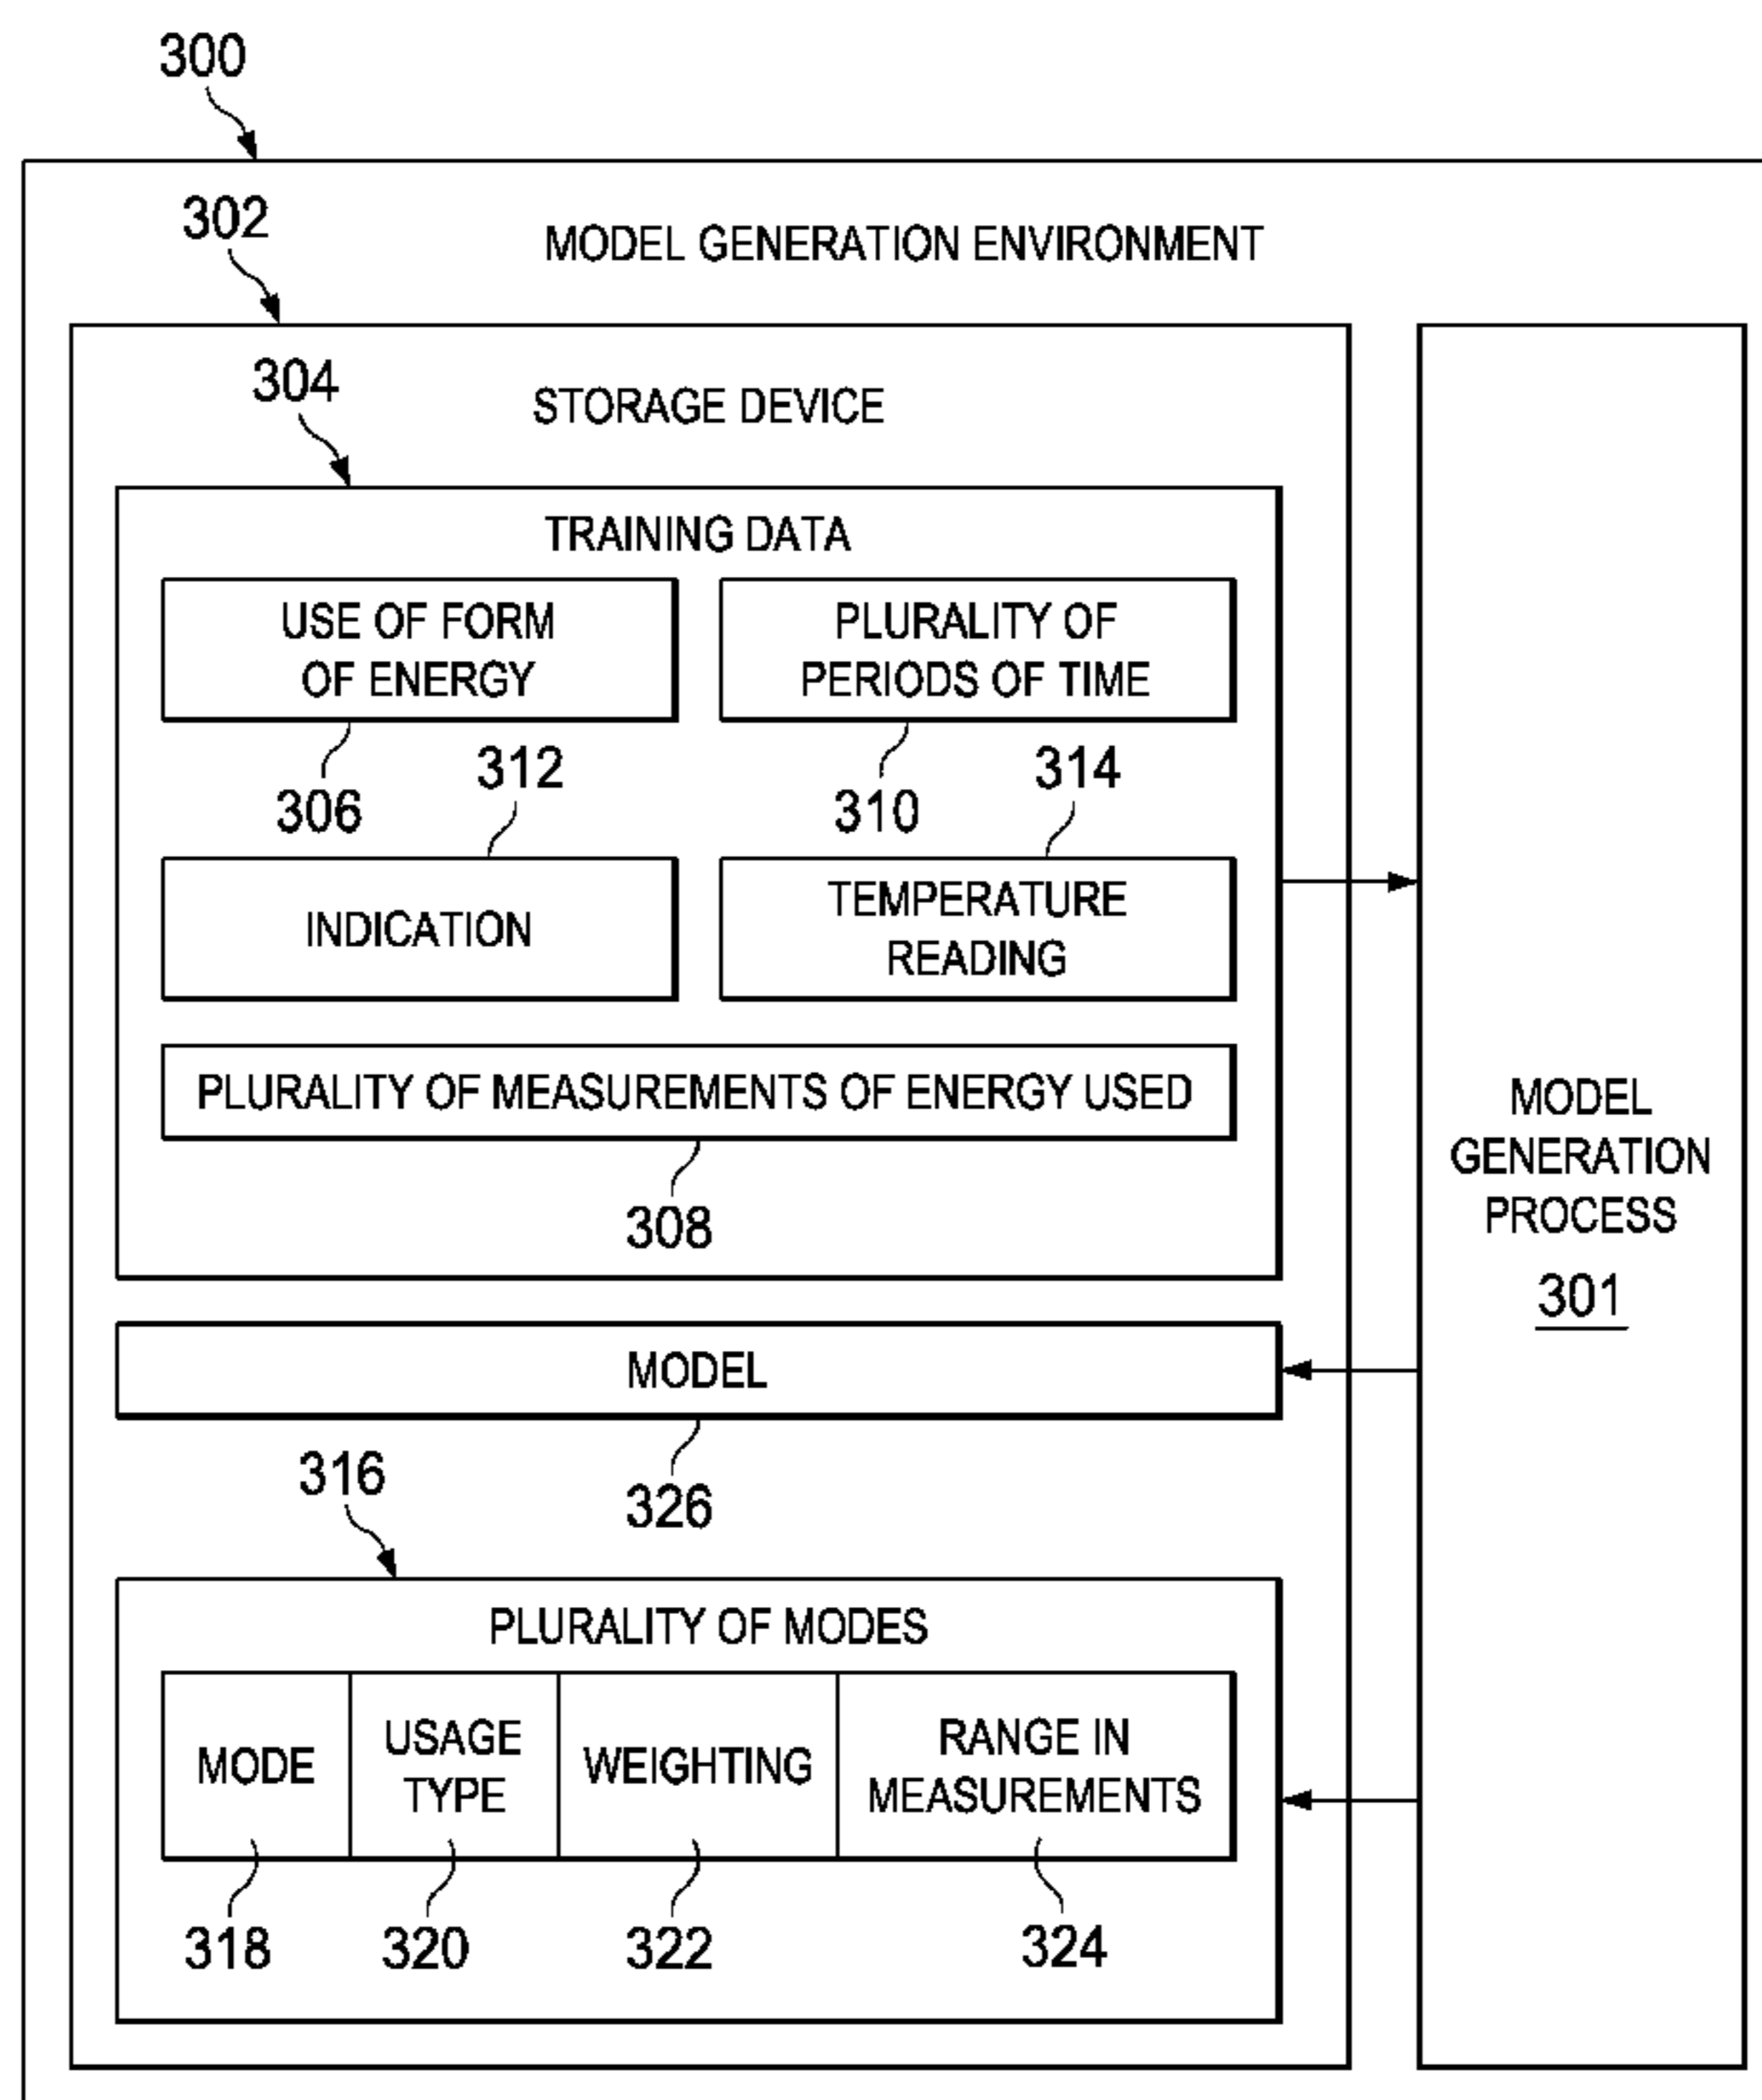 300
302
MODEL GENERATION ENVIRONMENT
304
STORAGE DEVICE
TRAINING DATA
USE OF FORM
OF ENERGY
306
PLURALITY OF
PERIODS OF TIME
310
312
INDICATION
314
TEMPERATURE
READING
PLURALITY OF MEASUREMENTS OF ENERGY USED
308
MODEL
326
316
PLURALITY OF MODES
MODE
318
USAGE
TYPE
320
WEIGHTING
322
RANGE IN
MEASUREMENTS
324
MODEL
GENERATION
PROCESS
301